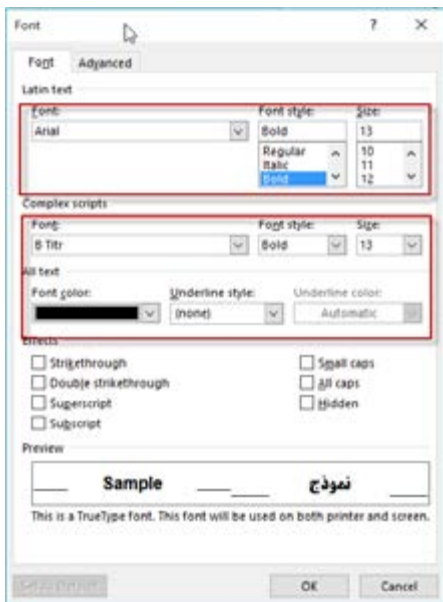 Font ? ×
Font Advanced
Latin text
Font: Font style: Size:
Arial Bold 13
Regular 10
Italic 11
Bold 12
Complex scripts
Font: Font style: Size:
B Titr Bold 13
All text
Font color: Underline style: Underline color:
(none) Automatic
Effects
Strikethrough Small caps
Double strikethrough All caps
Superscript Hidden
Subscript
Preview
Sample نموذج
This is a TrueType font. This font will be used on both printer and screen.
Set As Default OK Cancel